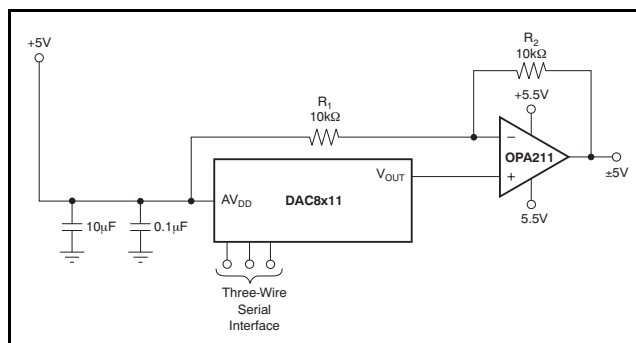 +5V
R2
10kΩ
R1
10kΩ
+5.5V
−
OPA211
+
±5V
5.5V
VOUT
AVDD
DAC8x11
10µF
0.1µF
Three-Wire
Serial
Interface